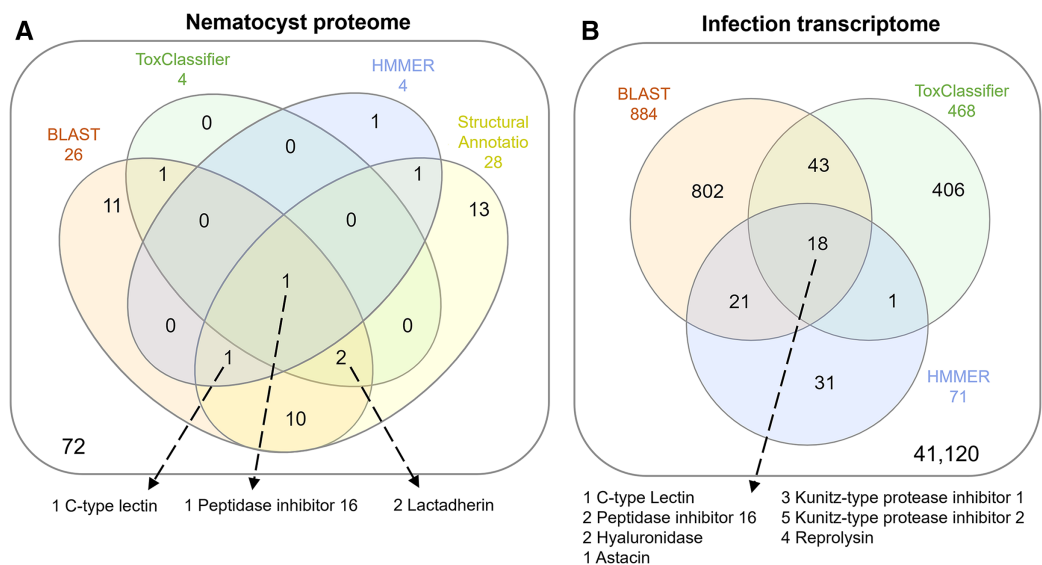 A
Nematocyst proteome
ToxClassifier
4
HMMER
4
BLAST
26
Structural
Annotatio
28
0
1
0
1
1
11
13
0
0
1
0
0
1
2
10
72
1 C-type lectin
1 Peptidase inhibitor 16
2 Lactadherin
B
Infection transcriptome
BLAST
884
ToxClassifier
468
43
802
406
18
21
1
31
HMMER
71
41,120
1 C-type Lectin
2 Peptidase inhibitor 16
2 Hyaluronidase
1 Astacin
3 Kunitz-type protease inhibitor 1
5 Kunitz-type protease inhibitor 2
4 Reprolysin